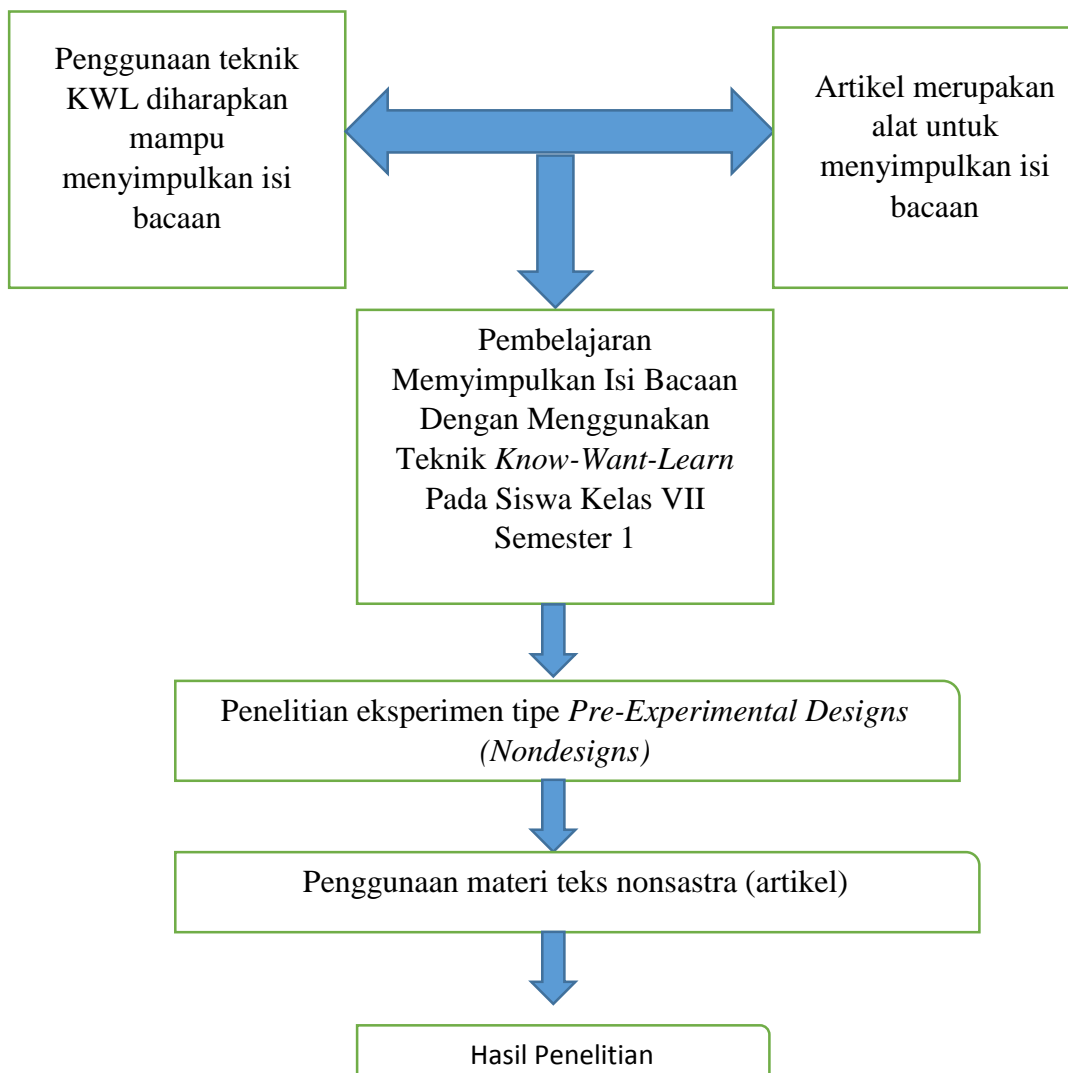 Penggunaan teknik
KWL diharapkan
mampu
menyimpulkan isi
bacaan
Artikel merupakan
alat untuk
menyimpulkan isi
bacaan
Pembelajaran
Memyimpulkan Isi Bacaan
Dengan Menggunakan
Teknik Know-Want-Learn
Pada Siswa Kelas VII
Semester 1
Penelitian eksperimen tipe Pre-Experimental Designs
(Nondesigns)
Penggunaan materi teks nonsastra (artikel)
Hasil Penelitian